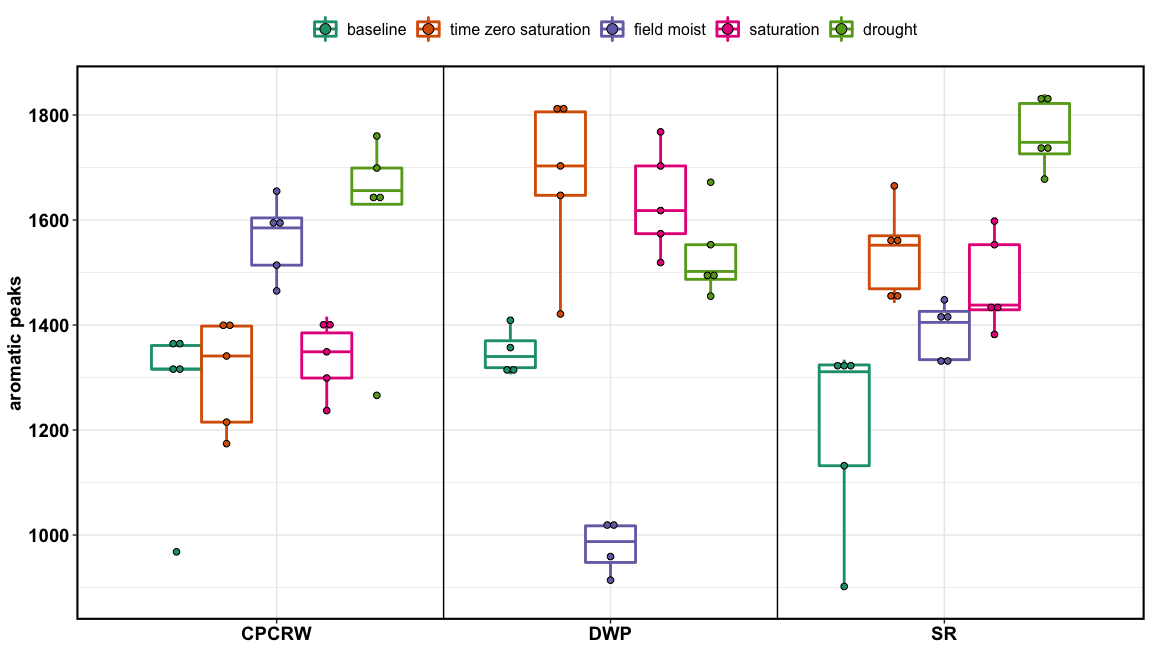 baseline time zero saturation field moist saturation drought
aromatic peaks
1800
1600
1400
1200
1000
CPCRW DWP SR